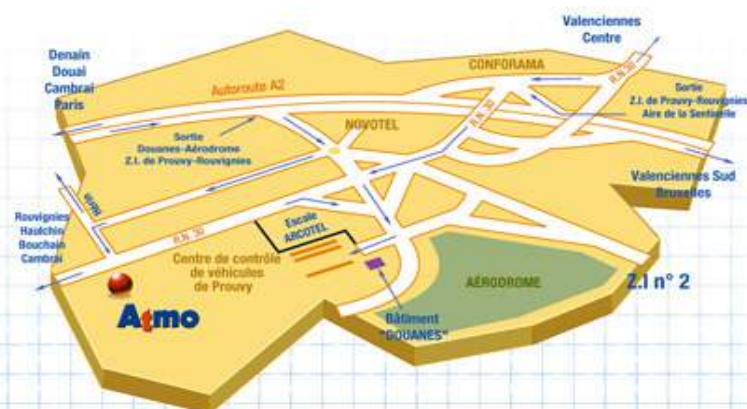 Valenciennes
Centre
Denain
Douai
Cambrai
Paris
CONFORAMA
R.N. 30
Autoroute A2
Sortie
Z.I. de Prouvy-Rouvignies
Aire de la Sentinelle
R.N. 30
NOVOTEL
Sortie
Douanes-Aérodrome
Z.I. de Prouvy-Rouvignies
Valenciennes Sud
Bruxelles
Rouvignies
Haulchin
Bouchain
Cambrai
R.N. 30
Escale
ARCOTEL
Centre de contrôle
de véhicules
de Prouvy
AÉRODROME
Z.I n° 2
Atmo
Bâtiment
"DOUANES"